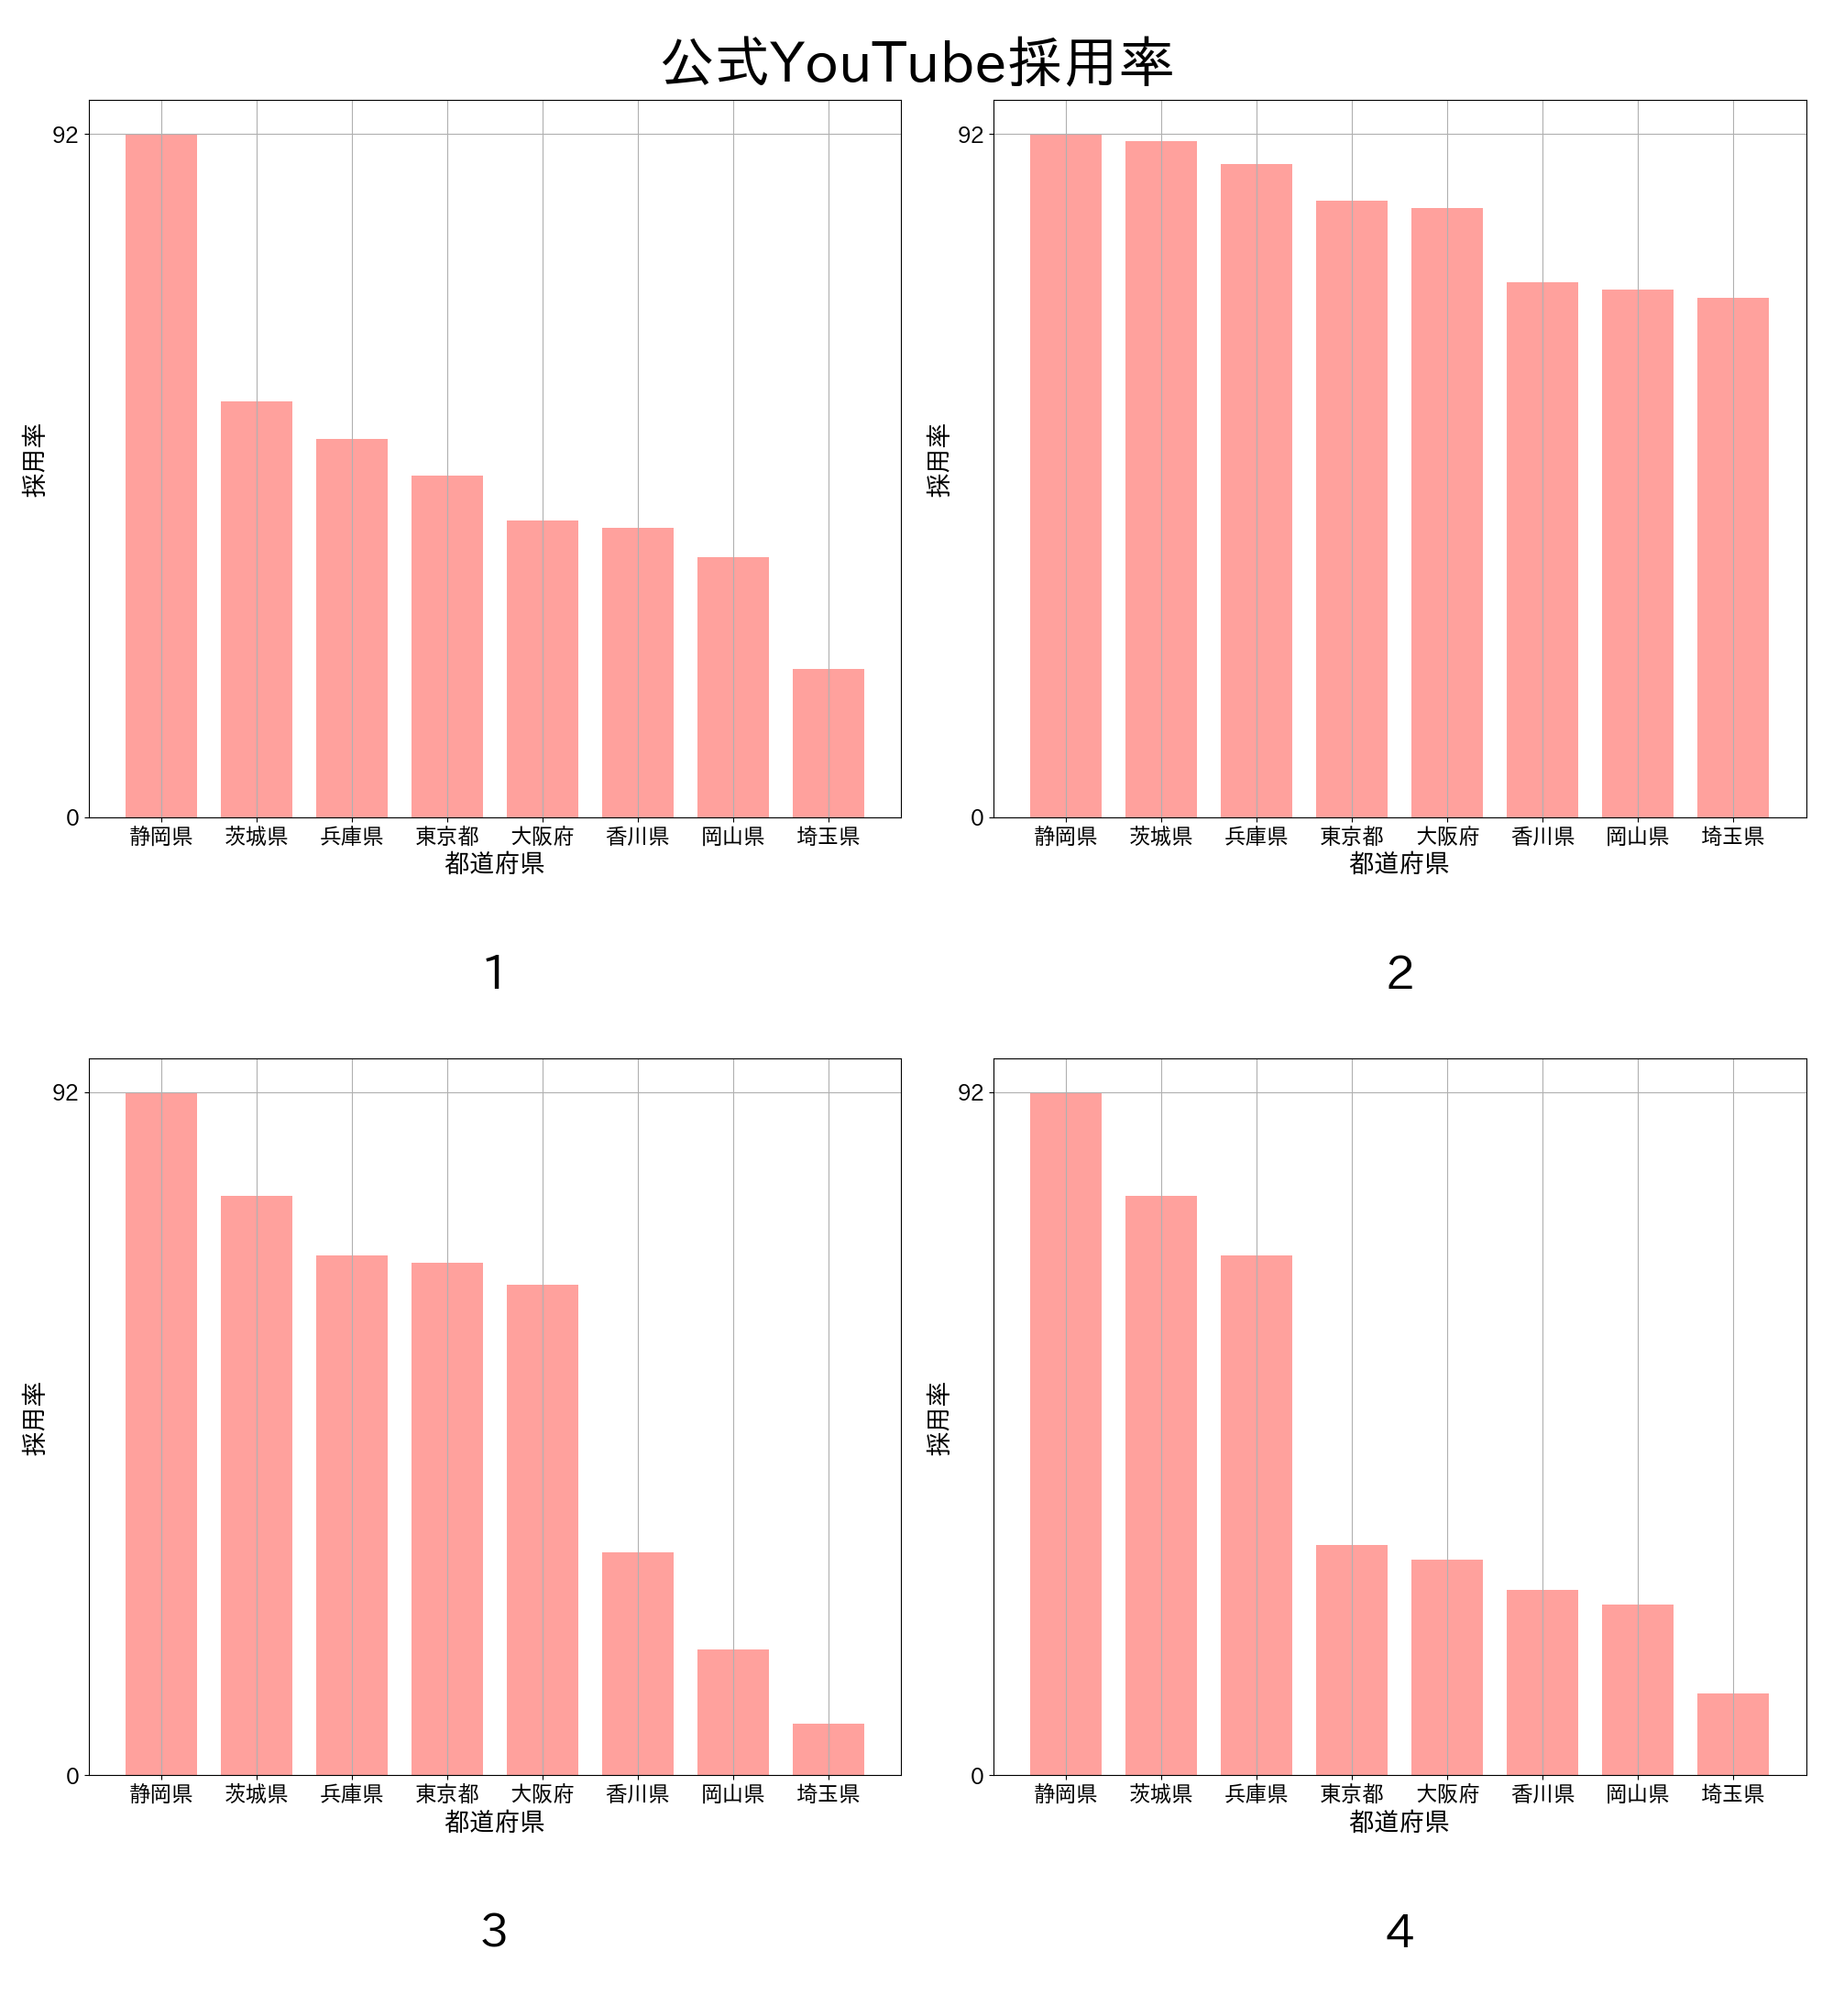 公式YouTube採用率
92
0
採用率
静岡県 茨城県 兵庫県 東京都 大阪府 香川県 岡山県 埼玉県
都道府県
1
92
0
採用率
静岡県 茨城県 兵庫県 東京都 大阪府 香川県 岡山県 埼玉県
都道府県
2
92
0
採用率
静岡県 茨城県 兵庫県 東京都 大阪府 香川県 岡山県 埼玉県
都道府県
3
92
0
採用率
静岡県 茨城県 兵庫県 東京都 大阪府 香川県 岡山県 埼玉県
都道府県
4